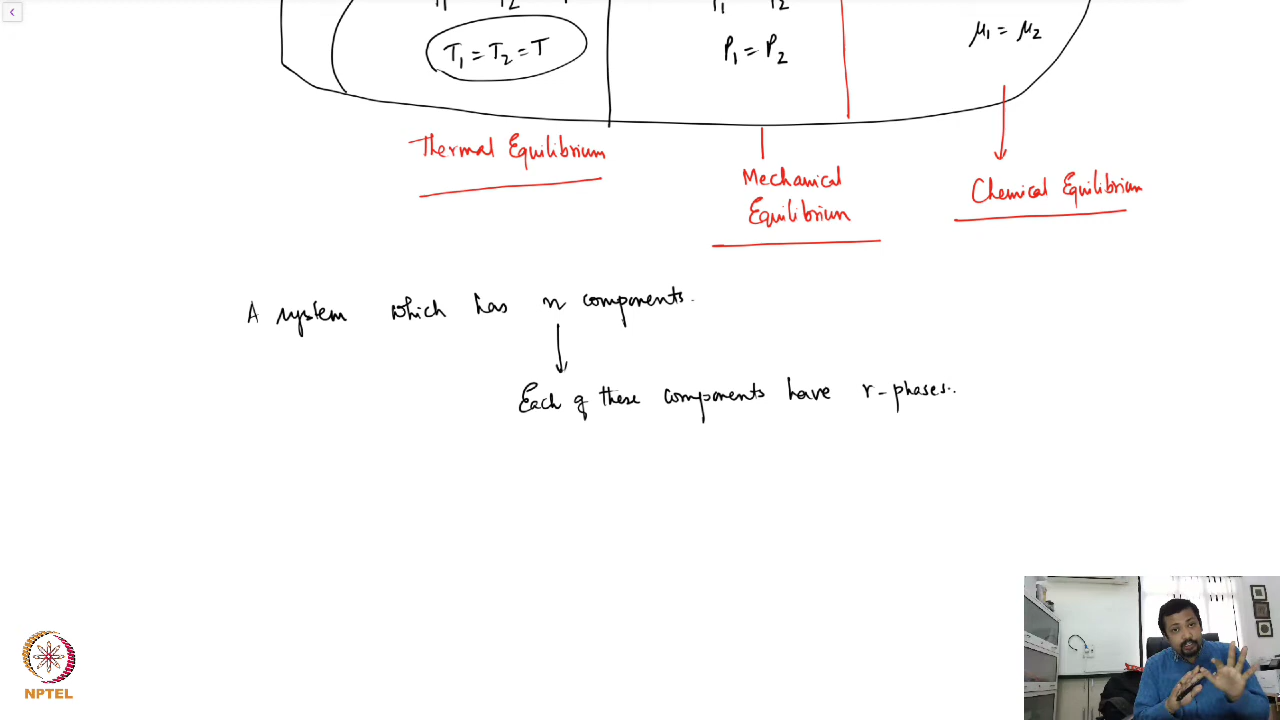 T₁ = T₂ = T
P₁ = P₂
μ₁ = μ₂
Thermal Equilibrium
Mechanical
Equilibrium
Chemical Equilibrium
A system which has n components.
Each of these components have r-phases..
NPTEL